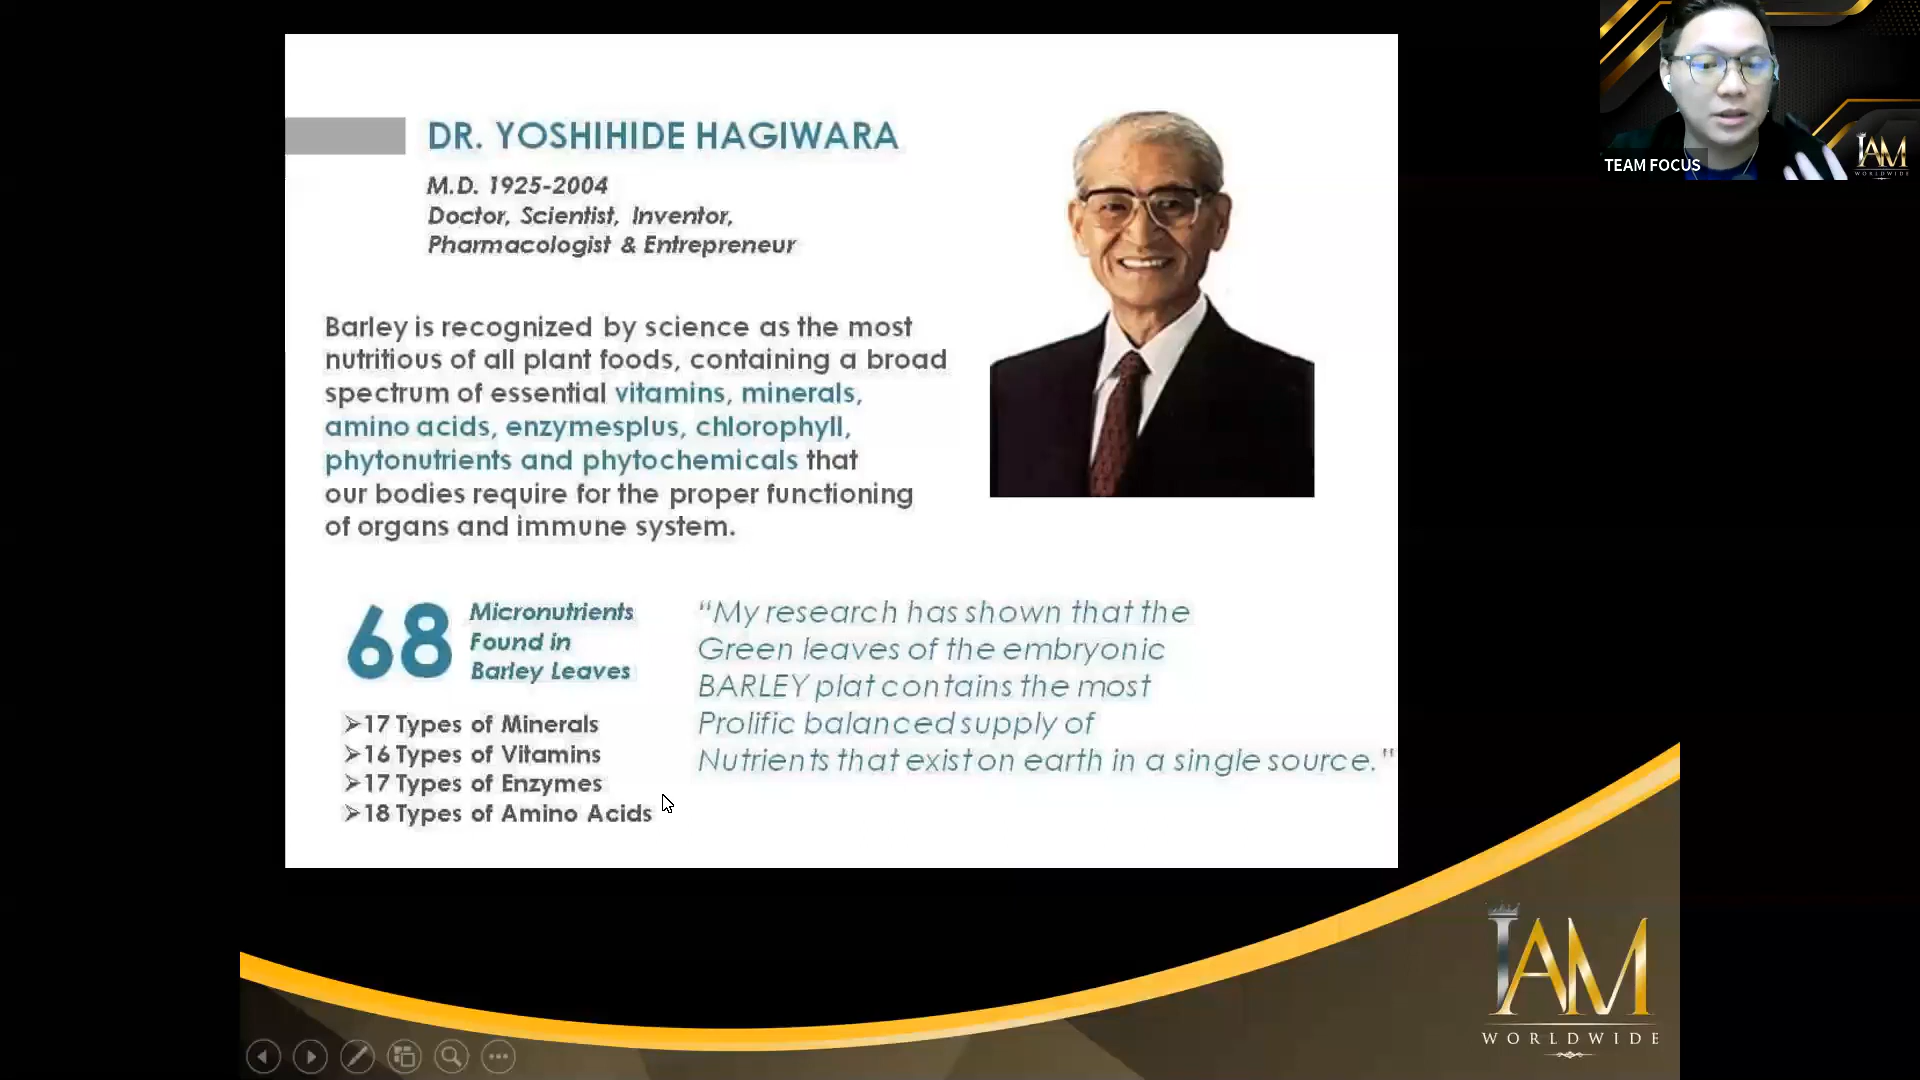 DR. YOSHIHIDE HAGIWARA
M.D. 1925-2004
Doctor, Scientist, Inventor,
Pharmacologist & Entrepreneur
Barley is recognized by science as the most
nutritious of all plant foods, containing a broad
spectrum of essential vitamins, minerals,
amino acids, enzymesplus, chlorophyll,
phytonutrients and phytochemicals that
our bodies require for the proper functioning
of organs and immune system.
68
Micronutrients
Found in
Barley Leaves
➢17 Types of Minerals
➢16 Types of Vitamins
➢17 Types of Enzymes
➢18 Types of Amino Acids
“My research has shown that the
Green leaves of the embryonic
BARLEY plat contains the most
Prolific balanced supply of
Nutrients that exist on earth in a single source."
TEAM FOCUS
IAM
WORLDWIDE
IAM
WORLDWIDE